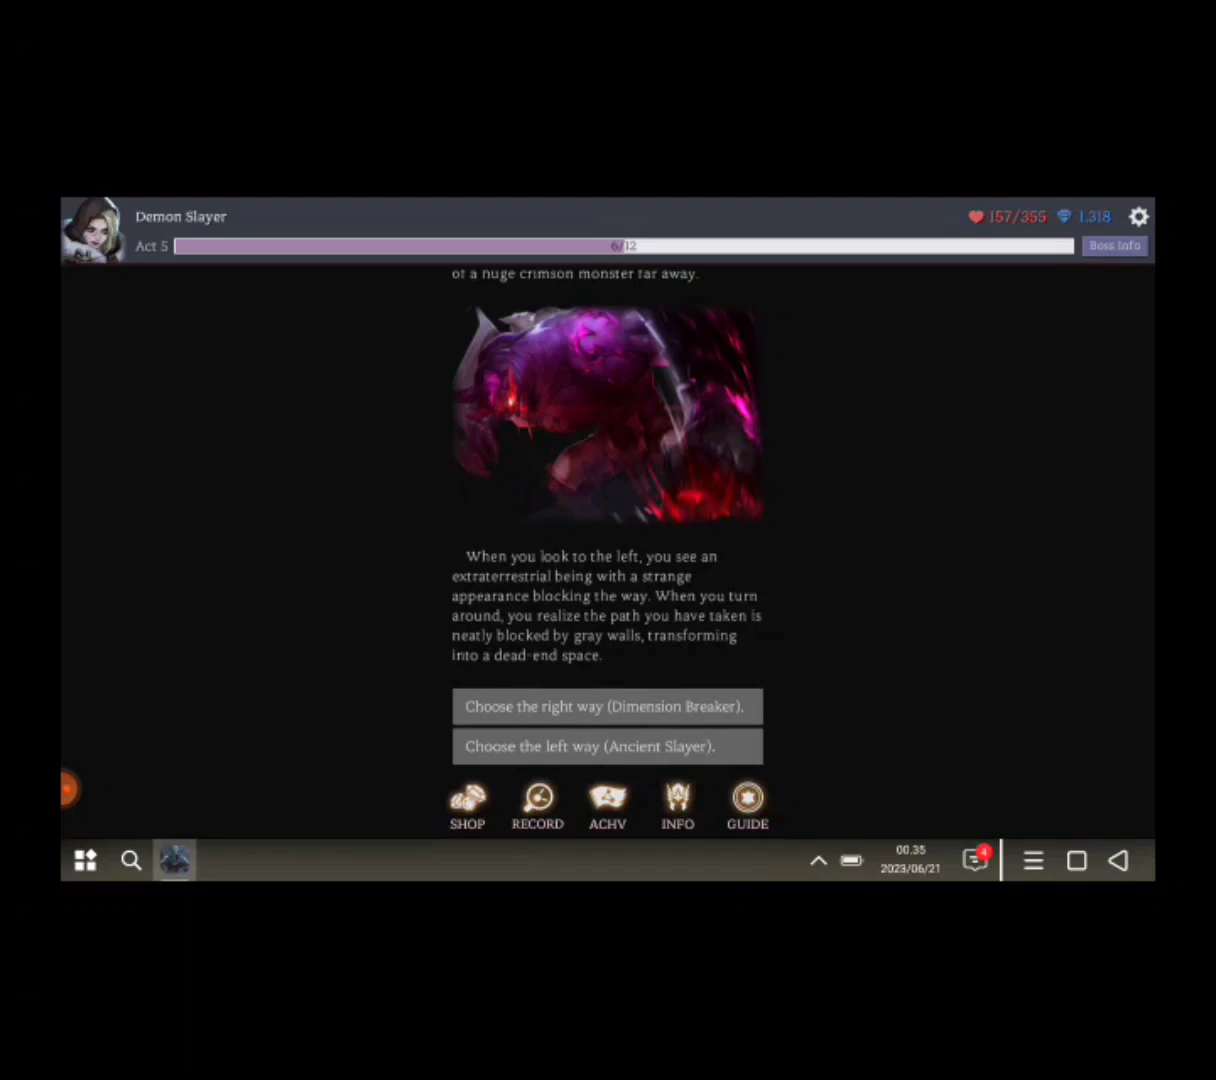 Demon Slayer
157/355
1,318
Act 5
6/12
Boss Info
of a huge crimson monster far away.
When you look to the left, you see an
extraterrestrial being with a strange
appearance blocking the way. When you turn
around, you realize the path you have taken is
neatly blocked by gray walls, transforming
into a dead-end space.
Choose the right way (Dimension Breaker).
Choose the left way (Ancient Slayer).
SHOP
RECORD
ACHV
INFO
GUIDE
00.35
2023/06/21
4